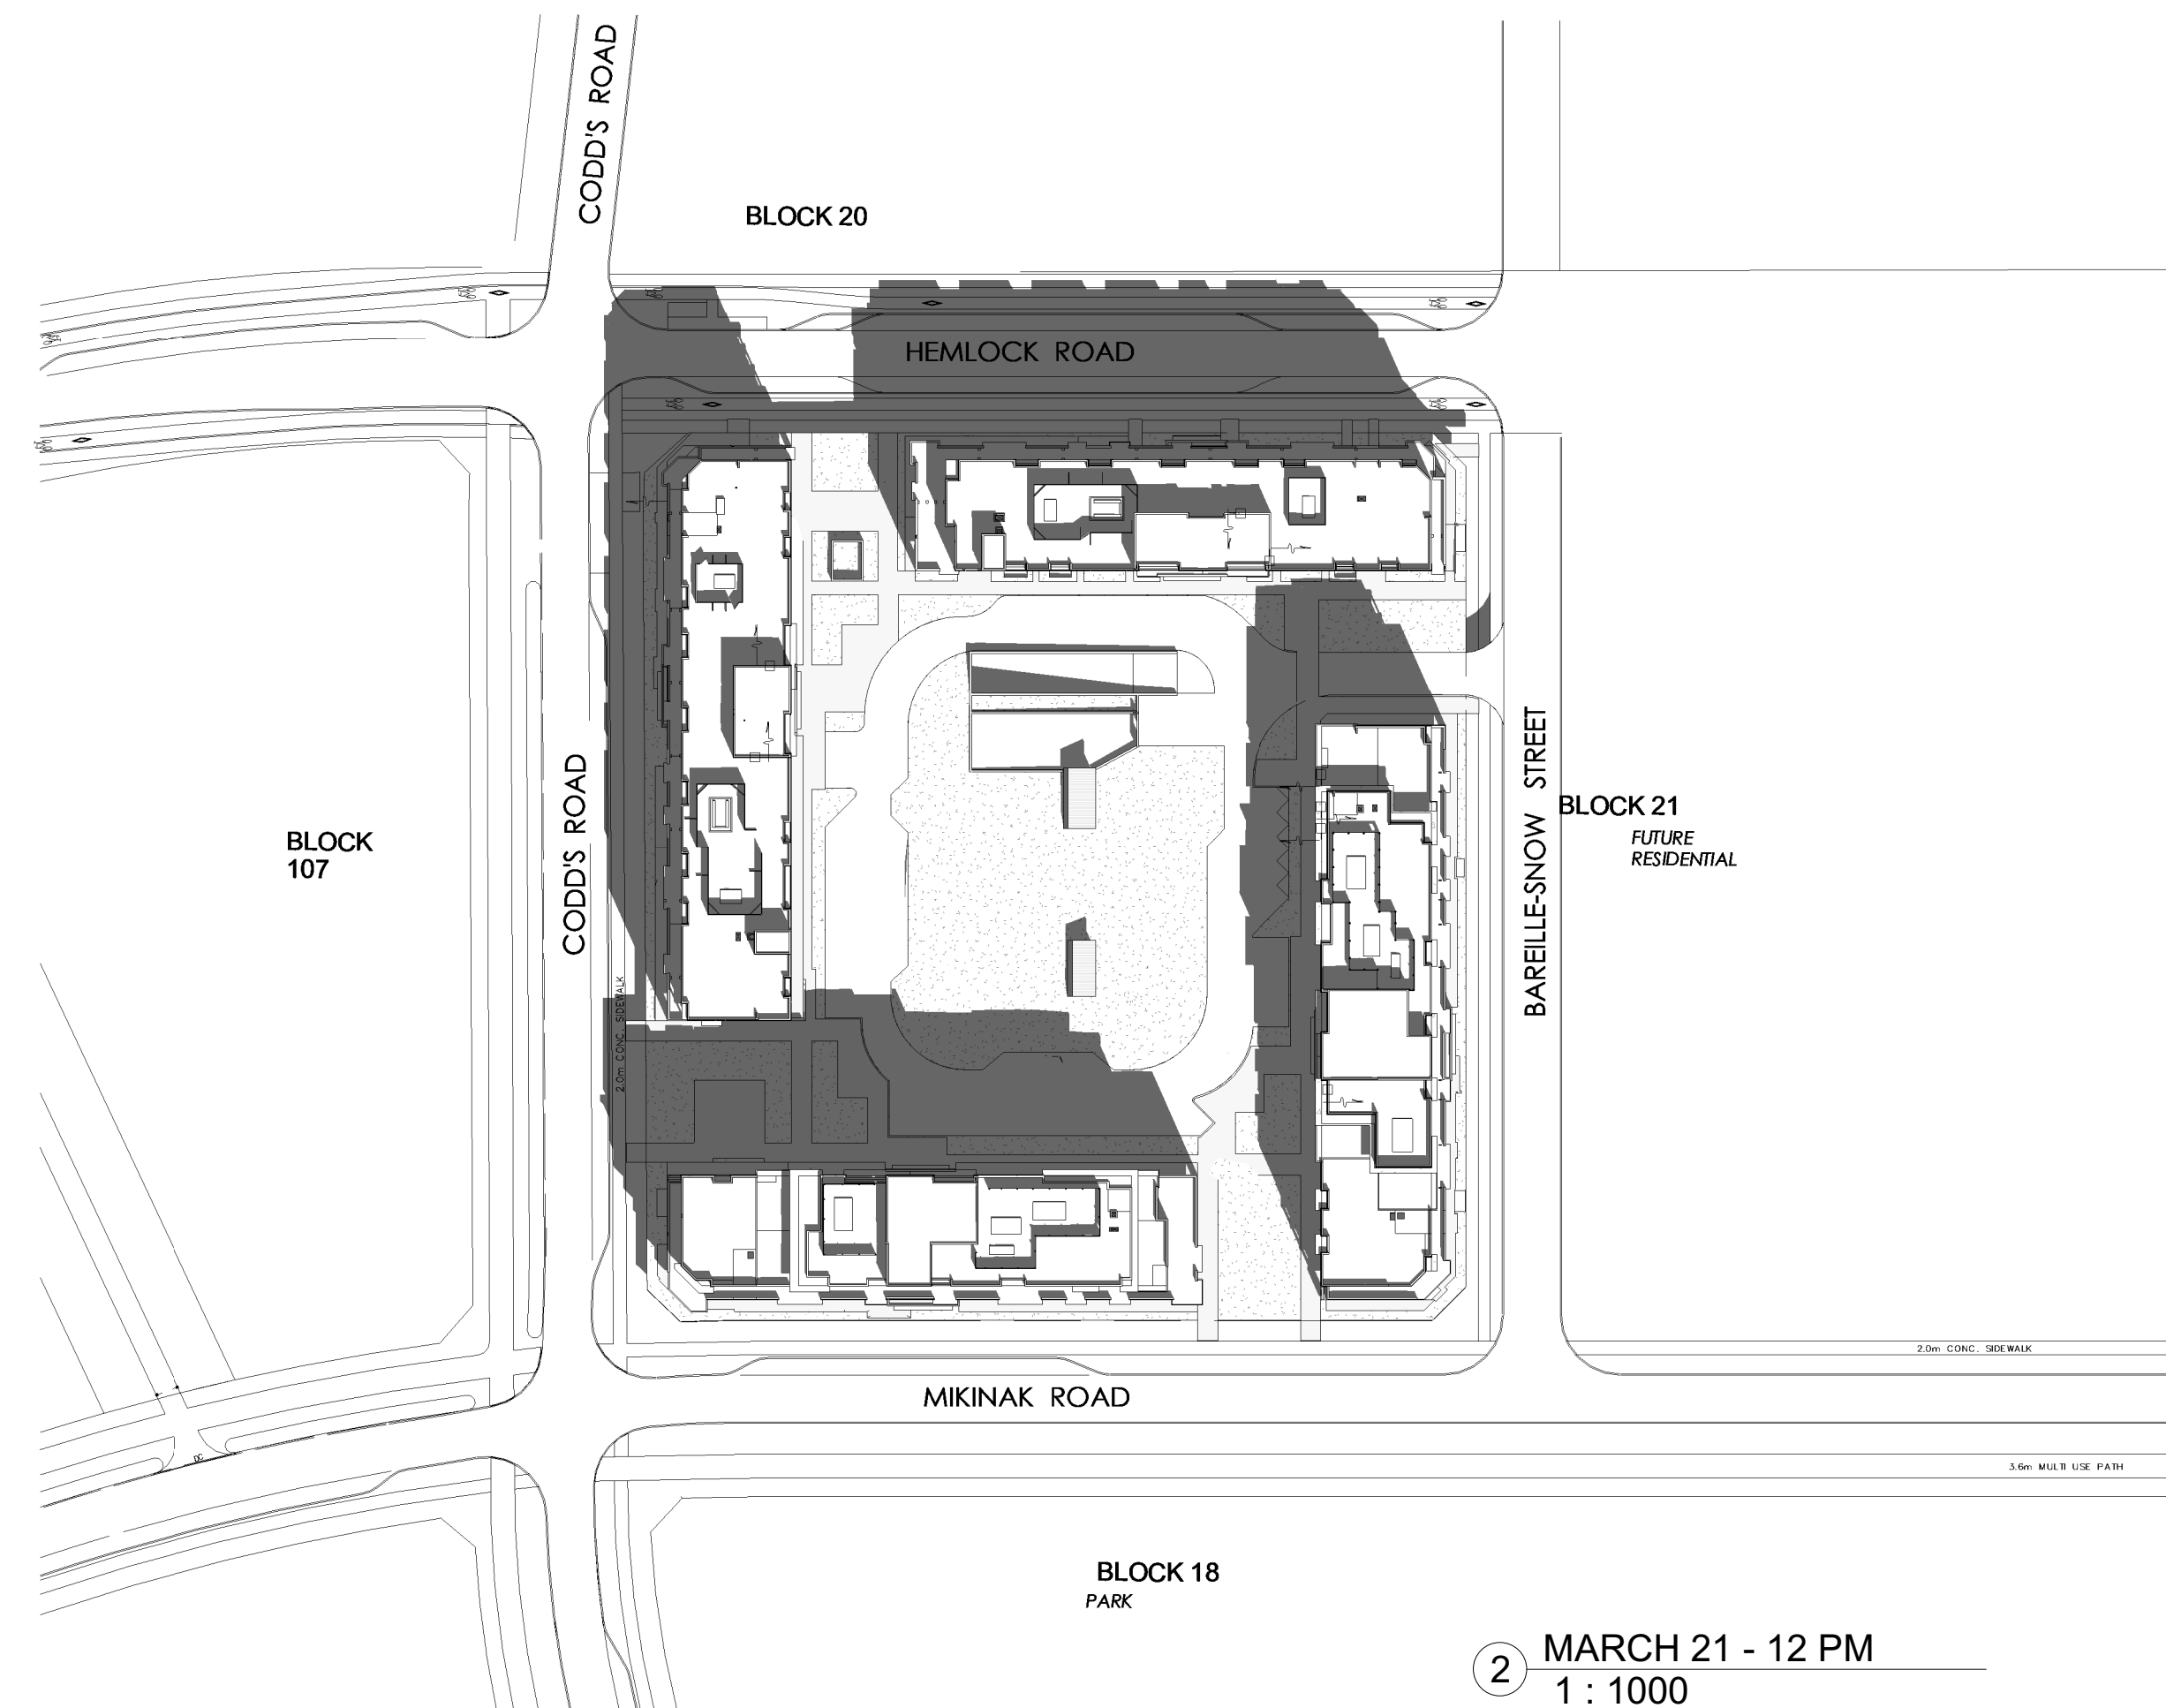 CODD'S ROAD
BLOCK 20
HEMLOCK ROAD
BLOCK
107
CODD'S ROAD
2.0m CONC. SIDEWALK
BAREILLE-SNOW STREET
BLOCK 21
FUTURE
RESIDENTIAL
2.0m CONC. SIDEWALK
MIKINAK ROAD
DC
3.6m MULTI USE PATH
BLOCK 18
PARK
2 MARCH 21 - 12 PM
1 : 1000